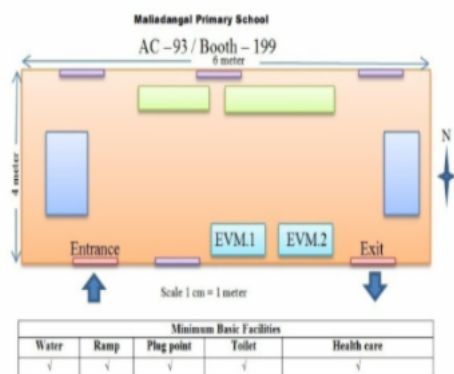 Maliadangal Primary School
AC –93 / Booth – 199
6 meter
4 meter
N
EVM.1 EVM.2
Entrance Exit
Scale 1 cm = 1 meter
Minimum Basic Facilities
Water Ramp Plug point Toilet Health care
√ √ √ √ √